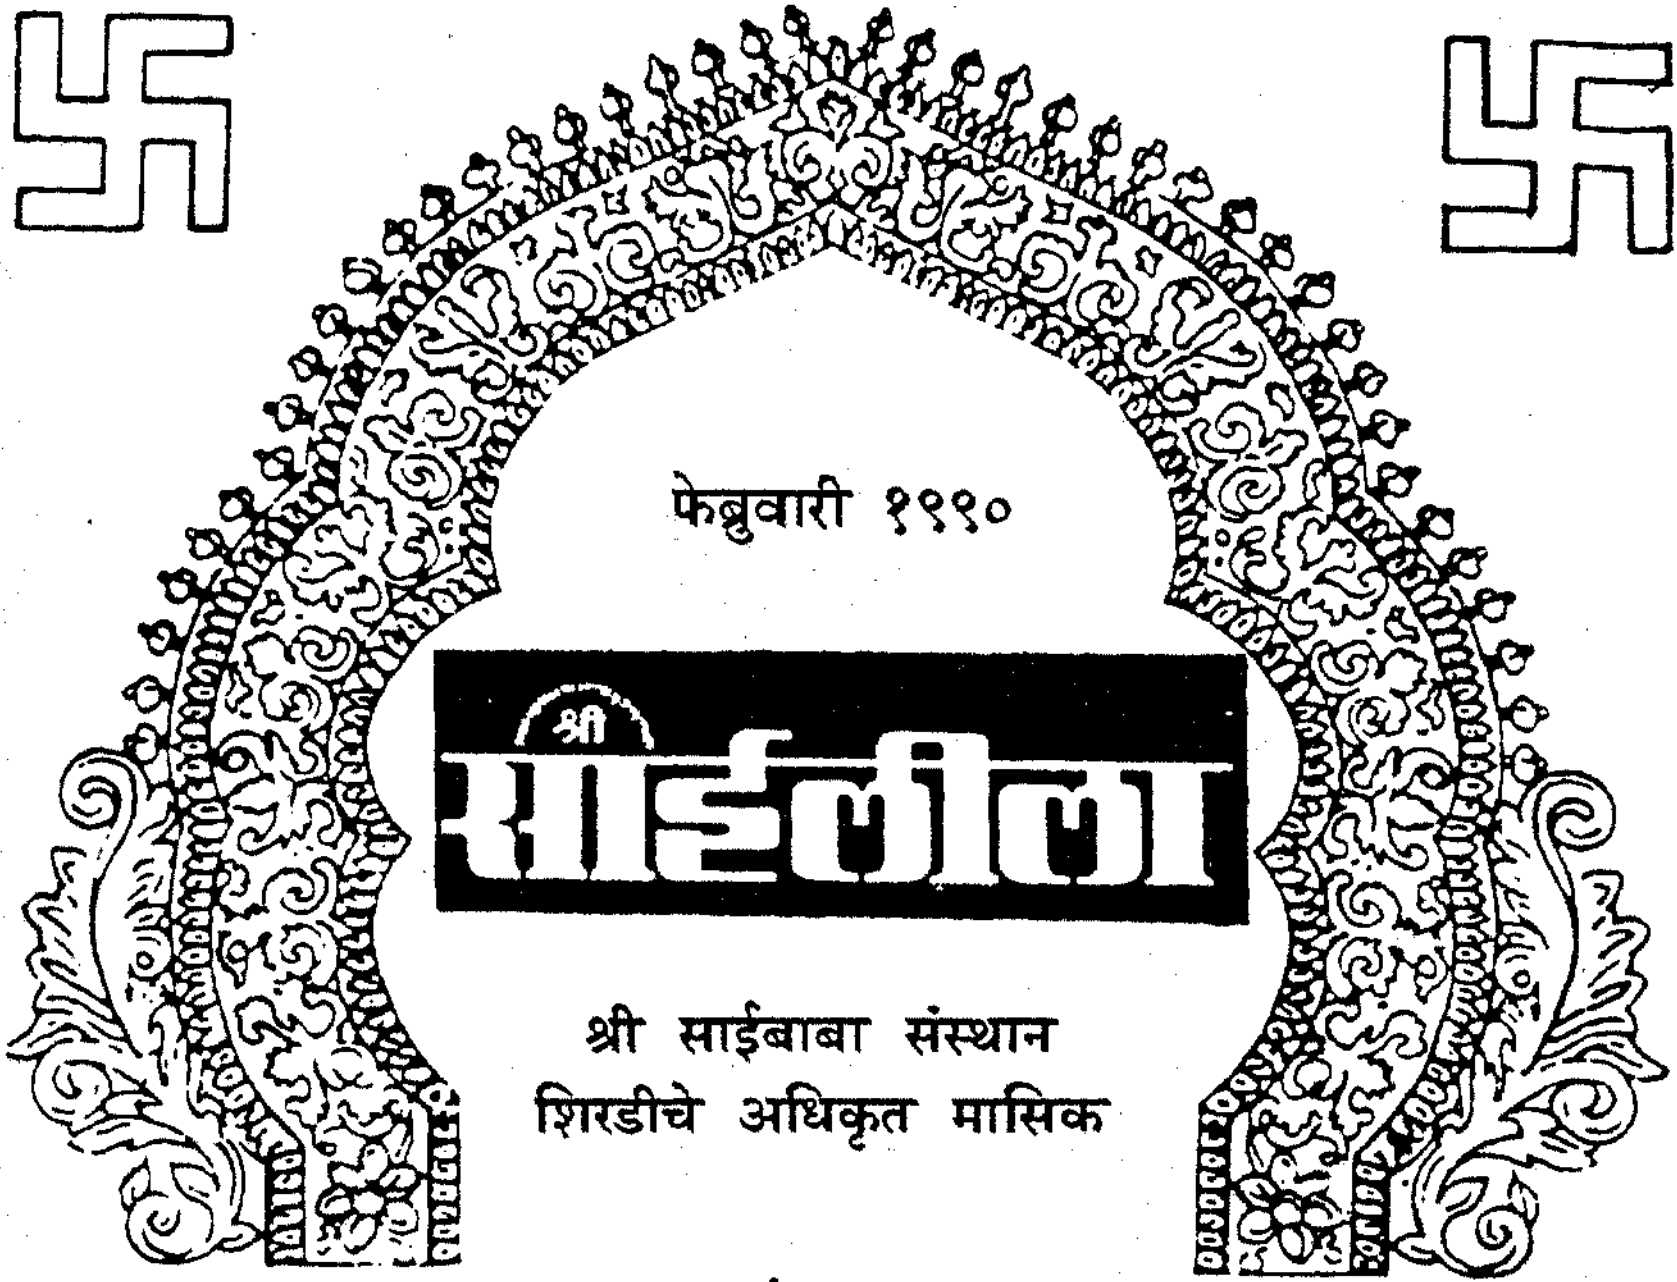 फेब्रुवारी १९९०
श्री
साईलीला
श्री साईबाबा संस्थान
शिरडीचे अधिकृत मासिक